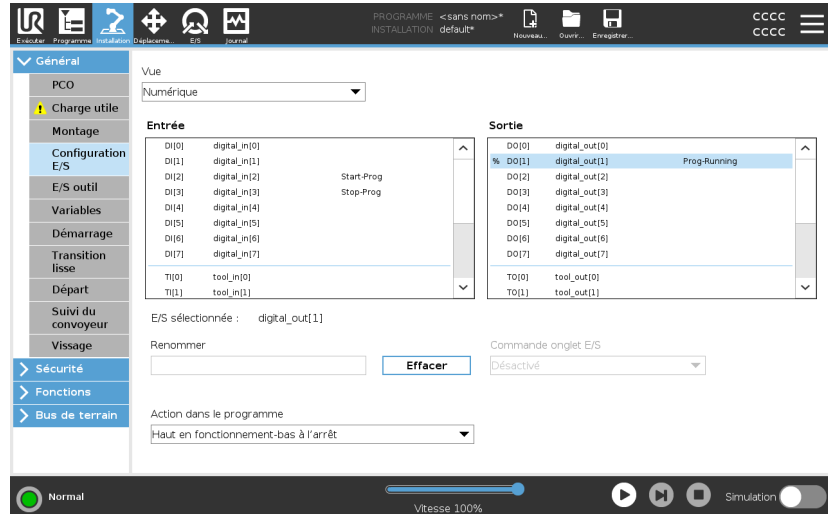 PROGRAMME <sans nom>*
INSTALLATION default*
CCCC
CCCC
Exécuter Programme Installation Déplaceme... E/S Journal
Nouveau... Ouvrir... Enregistrer...
Général
PCO
Charge utile
Montage
Configuration
E/S
E/S outil
Variables
Démarrage
Transition
lisse
Départ
Suivi du
convoyeur
Vissage
Sécurité
Fonctions
Bus de terrain
Vue
Numérique
Entrée
DI[0] digital_in[0]
DI[1] digital_in[1]
DI[2] digital_in[2] Start-Prog
DI[3] digital_in[3] Stop-Prog
DI[4] digital_in[4]
DI[5] digital_in[5]
DI[6] digital_in[6]
DI[7] digital_in[7]
TI[0] tool_in[0]
TI[1] tool_in[1]
Sortie
DO[0] digital_out[0]
% DO[1] digital_out[1] Prog-Running
DO[2] digital_out[2]
DO[3] digital_out[3]
DO[4] digital_out[4]
DO[5] digital_out[5]
DO[6] digital_out[6]
DO[7] digital_out[7]
TO[0] tool_out[0]
TO[1] tool_out[1]
E/S sélectionnée : digital_out[1]
Renommer
Effacer
Commande onglet E/S
Désactivé
Action dans le programme
Haut en fonctionnement-bas à l'arrêt
Normal
Vitesse 100%
Simulation